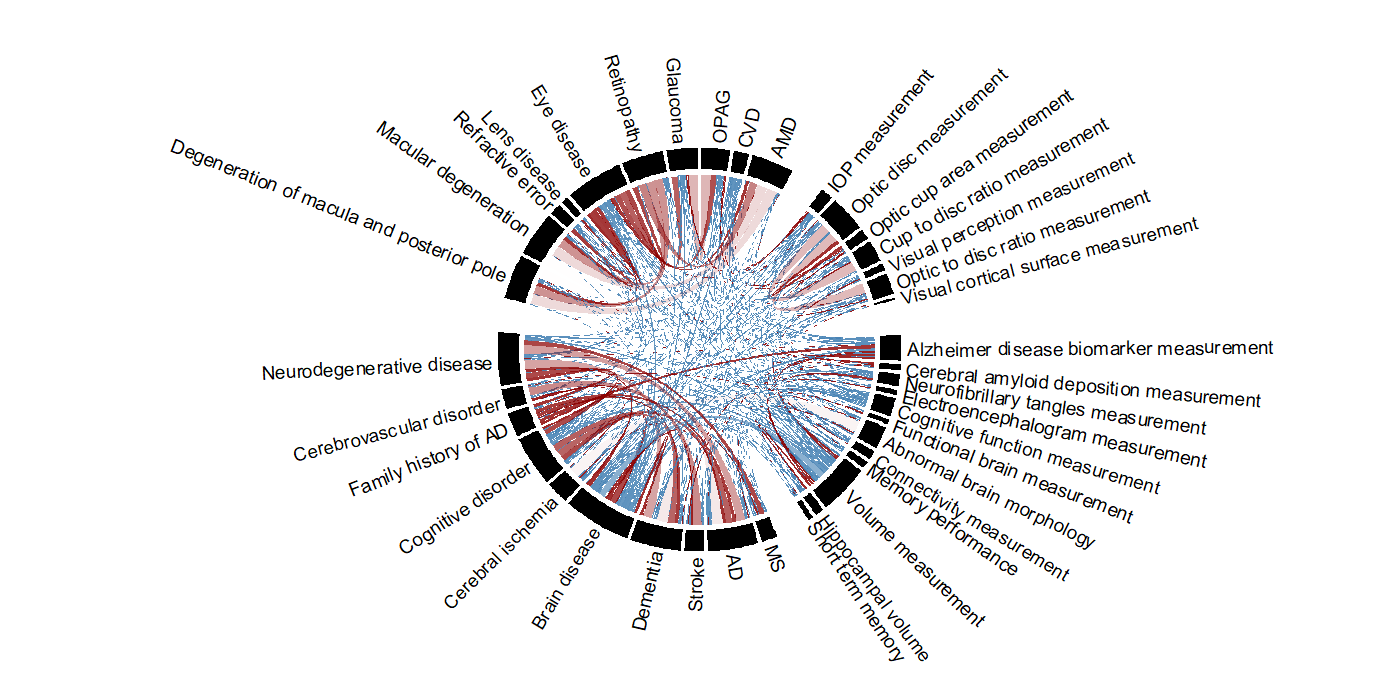 Degeneration of macula and posterior pole
Macular degeneration
Refractive error
Lens disease
Eye disease
Retinopathy
Glaucoma
OPAG
CVD
AMD
IOP measurement
Optic disc measurement
Optic cup area measurement
Cup to disc ratio measurement
Visual perception measurement
Optic to disc ratio measurement
Visual cortical surface measurement
Alzheimer disease biomarker measurement
Cerebral amyloid deposition measurement
Neurofibrillary tangles measurement
Electroencephalogram measurement
Cognitive function measurement
Functional brain measurement
Abnormal brain morphology
Connectivity measurement
Memory performance
Volume measurement
Hippocampal volume
Short term memory
MS
AD
Stroke
Dementia
Brain disease
Cerebral ischemia
Cognitive disorder
Family history of AD
Cerebrovascular disorder
Neurodegenerative disease